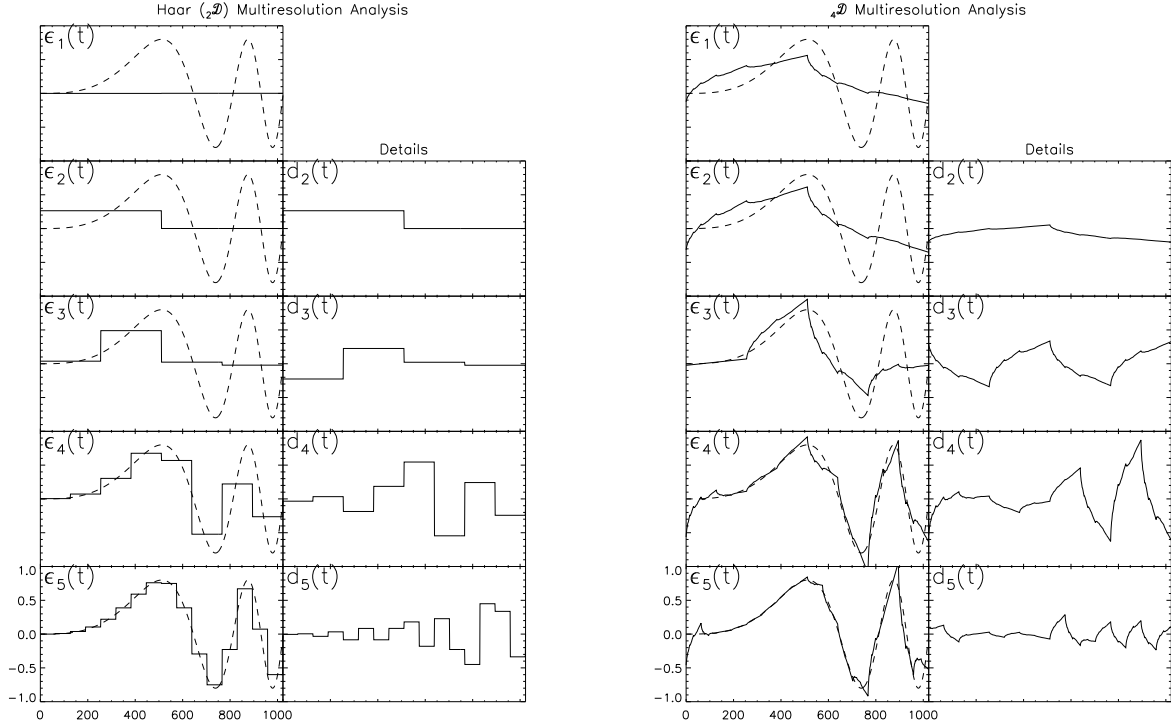 Haar (₂𝒟) Multiresolution Analysis
ϵ₁(t)
Details
ϵ₂(t)
d₂(t)
ϵ₃(t)
d₃(t)
ϵ₄(t)
d₄(t)
ϵ₅(t)
d₅(t)
1.0
0.5
0.0
−0.5
−1.0
0 200 400 600 800 1000
₄𝒟 Multiresolution Analysis
ϵ₁(t)
Details
ϵ₂(t)
d₂(t)
ϵ₃(t)
d₃(t)
ϵ₄(t)
d₄(t)
ϵ₅(t)
d₅(t)
1.0
0.5
0.0
−0.5
−1.0
0 200 400 600 800 1000